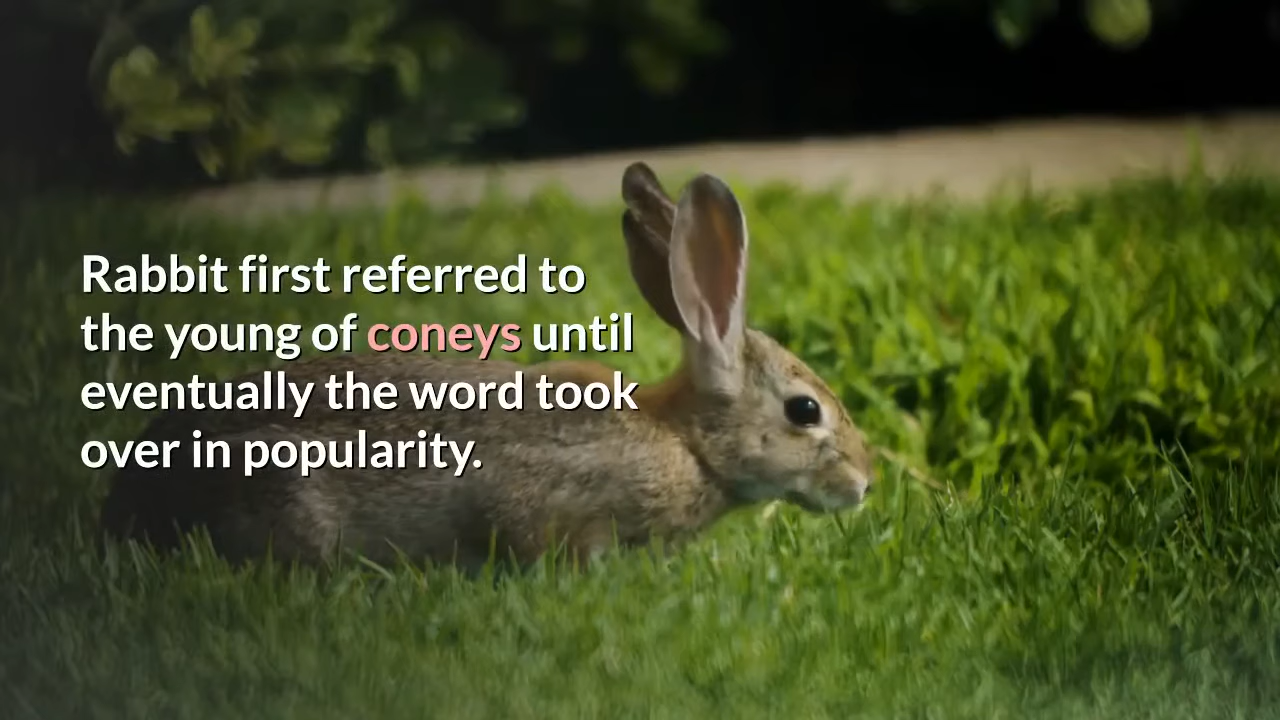 Rabbit first referred to
the young of coneys until
eventually the word took
over in popularity.